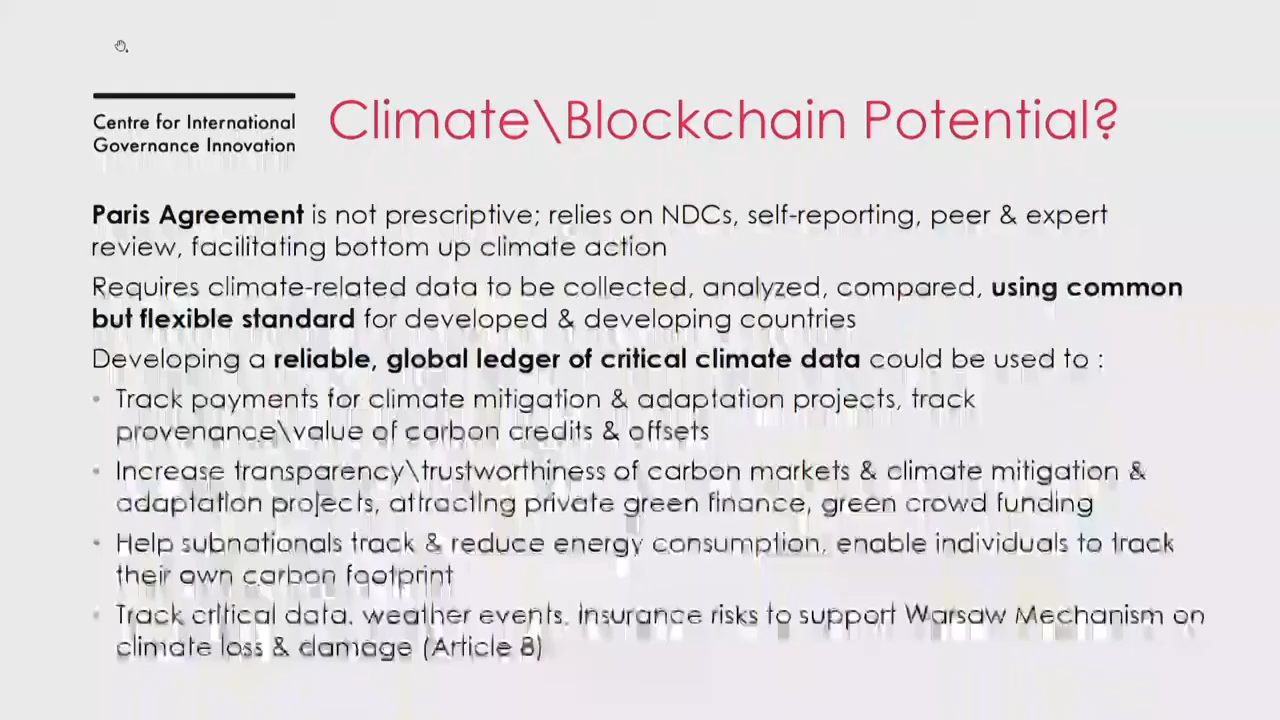 Centre for International
Governance Innovation
Climate\Blockchain Potential?
Paris Agreement is not prescriptive; relies on NDCs, self-reporting, peer & expert
review, facilitating bottom up climate action
Requires climate-related data to be collected, analyzed, compared, using common
but flexible standard for developed & developing countries
Developing a reliable, global ledger of critical climate data could be used to :
• Track payments for climate mitigation & adaptation projects, track
provenance\value of carbon credits & offsets
• Increase transparency\trustworthiness of carbon markets & climate mitigation &
adaptation projects, attracting private green finance, green crowd funding
• Help subnationals track & reduce energy consumption, enable individuals to track
their own carbon footprint
• Track critical data, weather events, insurance risks to support Warsaw Mechanism on
climate loss & damage (Article 8)